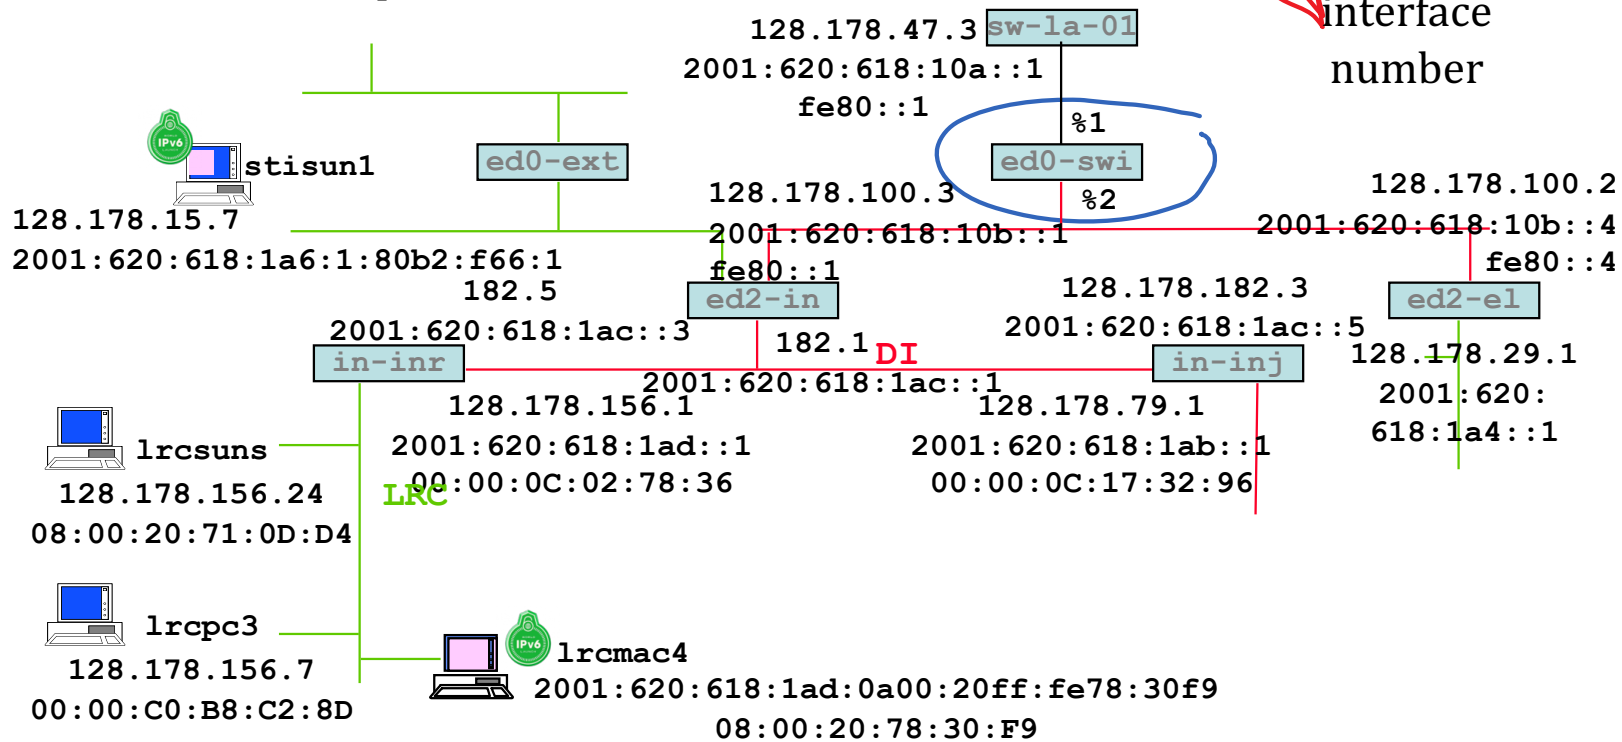 interface
number
128.178.47.3
sw-la-01
2001:620:618:10a::1
fe80::1
%1
IPv6
stisun1
ed0-ext
ed0-swi
128.178.15.7
2001:620:618:1a6:1:80b2:f66:1
128.178.100.3
%2
2001:620:618:10b::1
fe80::1
128.178.100.2
2001:620:618:10b::4
fe80::4
182.5
ed2-in
128.178.182.3
ed2-el
2001:620:618:1ac::3
182.1
DI
2001:620:618:1ac::5
in-inr
2001:620:618:1ac::1
in-inj
128.178.29.1
2001:620:
618:1a4::1
128.178.156.1
2001:620:618:1ad::1
00:00:0C:02:78:36
128.178.79.1
2001:620:618:1ab::1
00:00:0C:17:32:96
lrcsuns
128.178.156.24
08:00:20:71:0D:D4
LRC
lrcpc3
128.178.156.7
00:00:C0:B8:C2:8D
IPv6
lrcmac4
2001:620:618:1ad:0a00:20ff:fe78:30f9
08:00:20:78:30:F9